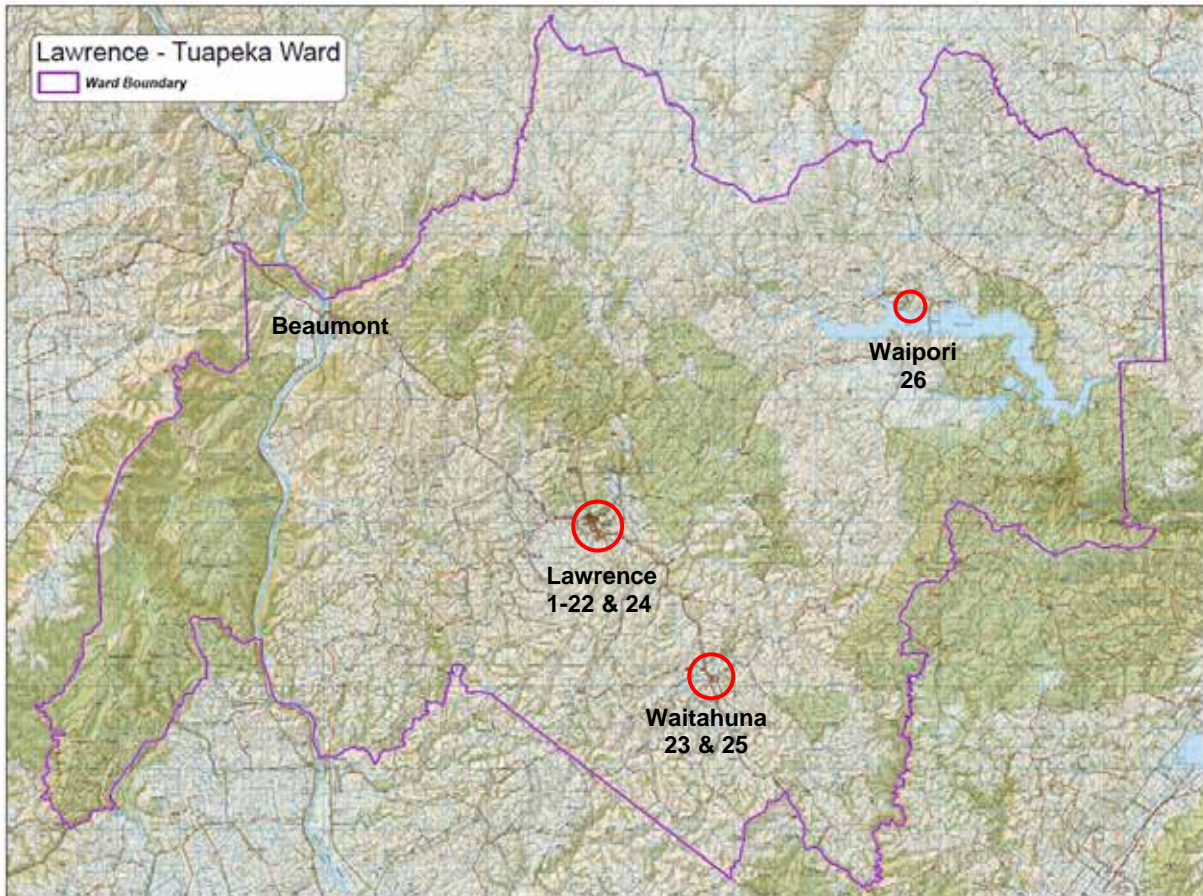 Lawrence - Tuapeka Ward
Ward Boundary
Beaumont
Waipori
26
Lawrence
1-22 & 24
Waitahuna
23 & 25